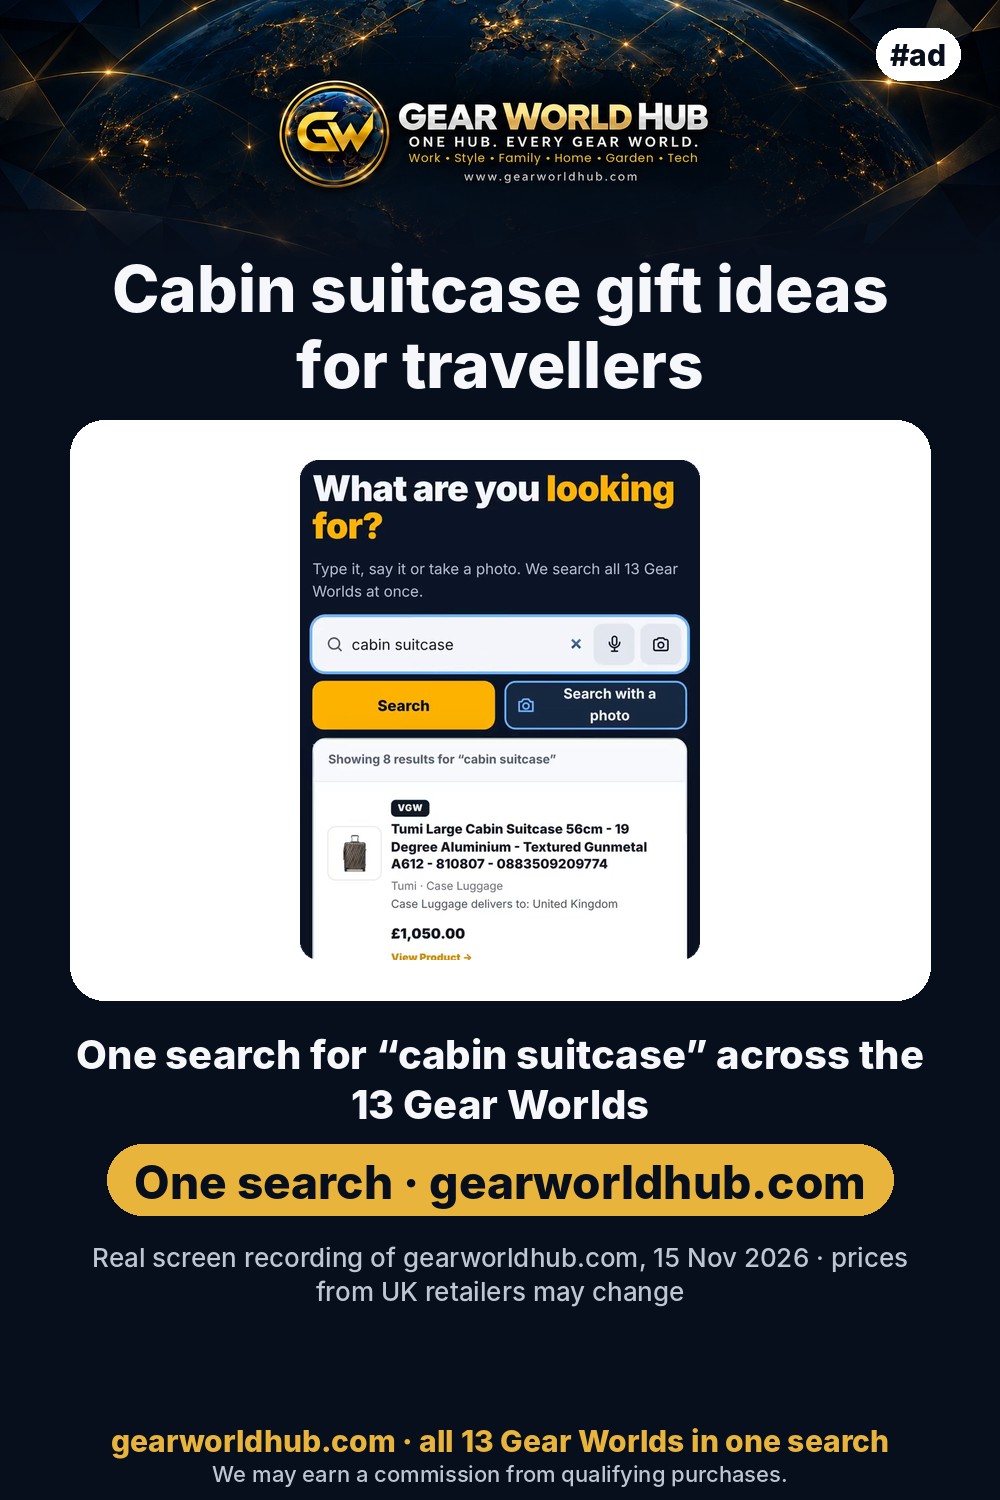 #ad
GW
GEAR WORLD HUB
ONE HUB. EVERY GEAR WORLD.
Work • Style • Family • Home • Garden • Tech
www.gearworldhub.com
Cabin suitcase gift ideas
for travellers
What are you looking
for?
Type it, say it or take a photo. We search all 13 Gear
Worlds at once.
cabin suitcase
Search
Search with a
photo
Showing 8 results for “cabin suitcase”
VGW
Tumi Large Cabin Suitcase 56cm - 19
Degree Aluminium - Textured Gunmetal
A612 - 810807 - 0883509209774
Tumi · Case Luggage
Case Luggage delivers to: United Kingdom
£1,050.00
View Product →
One search for “cabin suitcase” across the
13 Gear Worlds
One search · gearworldhub.com
Real screen recording of gearworldhub.com, 15 Nov 2026 · prices
from UK retailers may change
gearworldhub.com · all 13 Gear Worlds in one search
We may earn a commission from qualifying purchases.